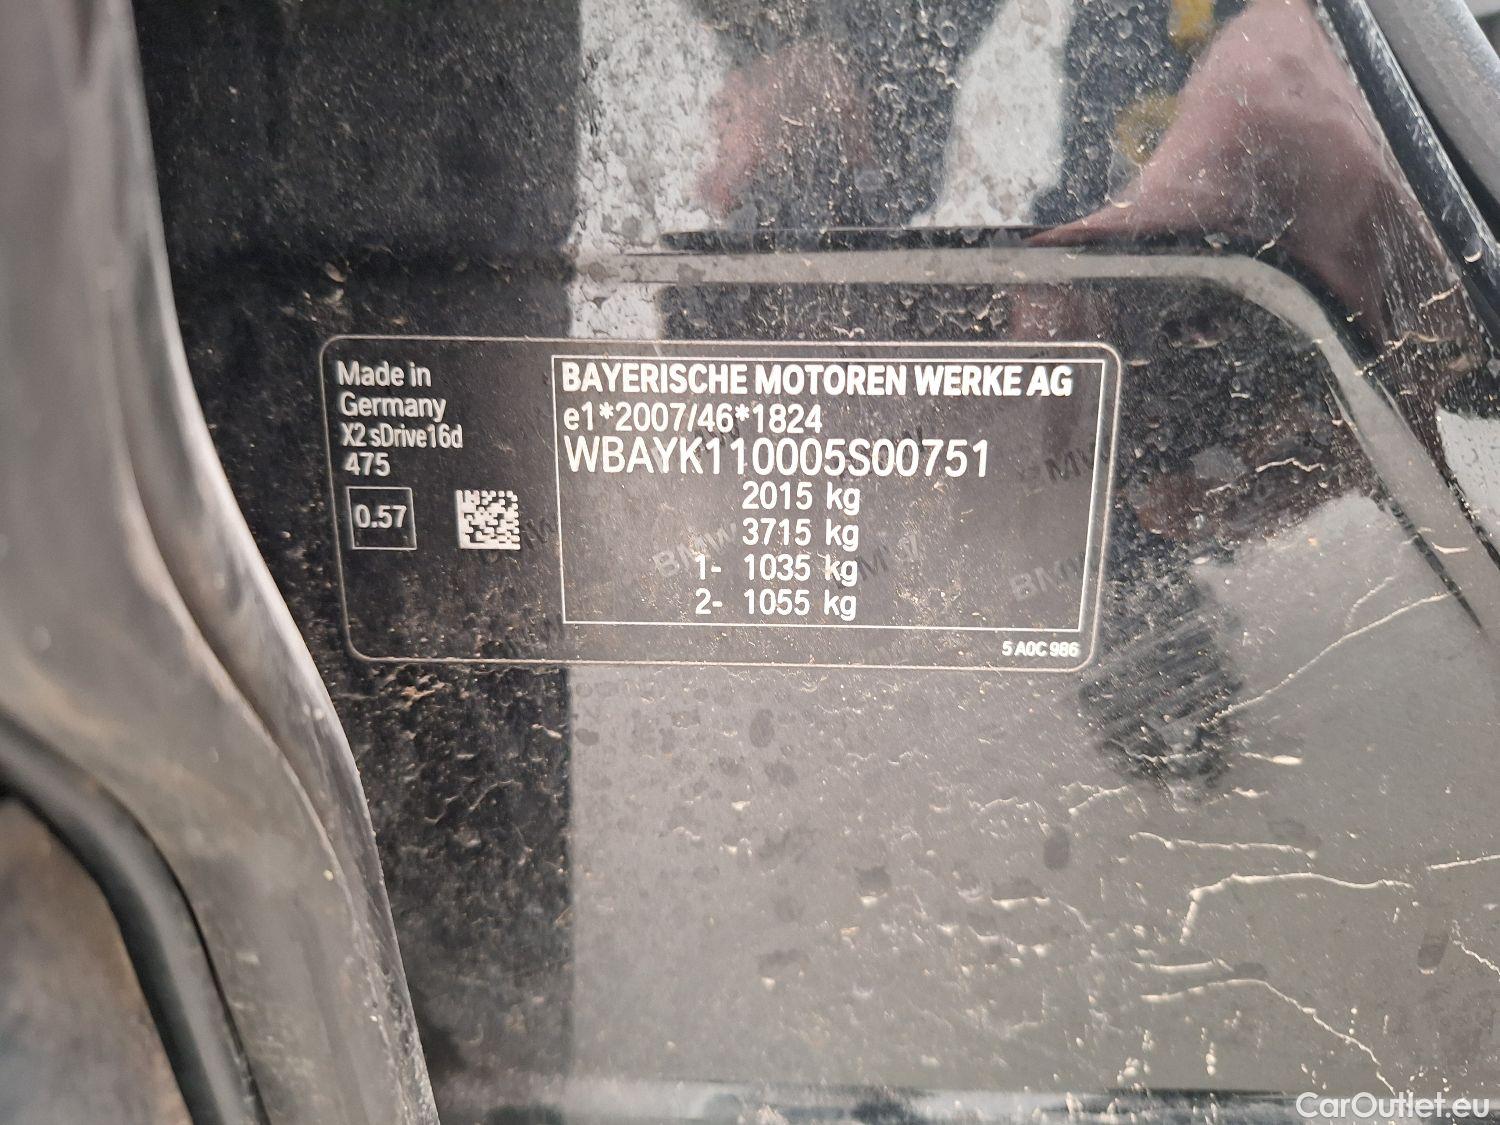 Made in
Germany
X2 sDrive16d
475
0.57
BAYERISCHE MOTOREN WERKE AG
e1*2007/46*1824
WBAYK110005S00751
2015 kg
3715 kg
1- 1035 kg
2- 1055 kg
5 A0C 986
CarOutlet.eu